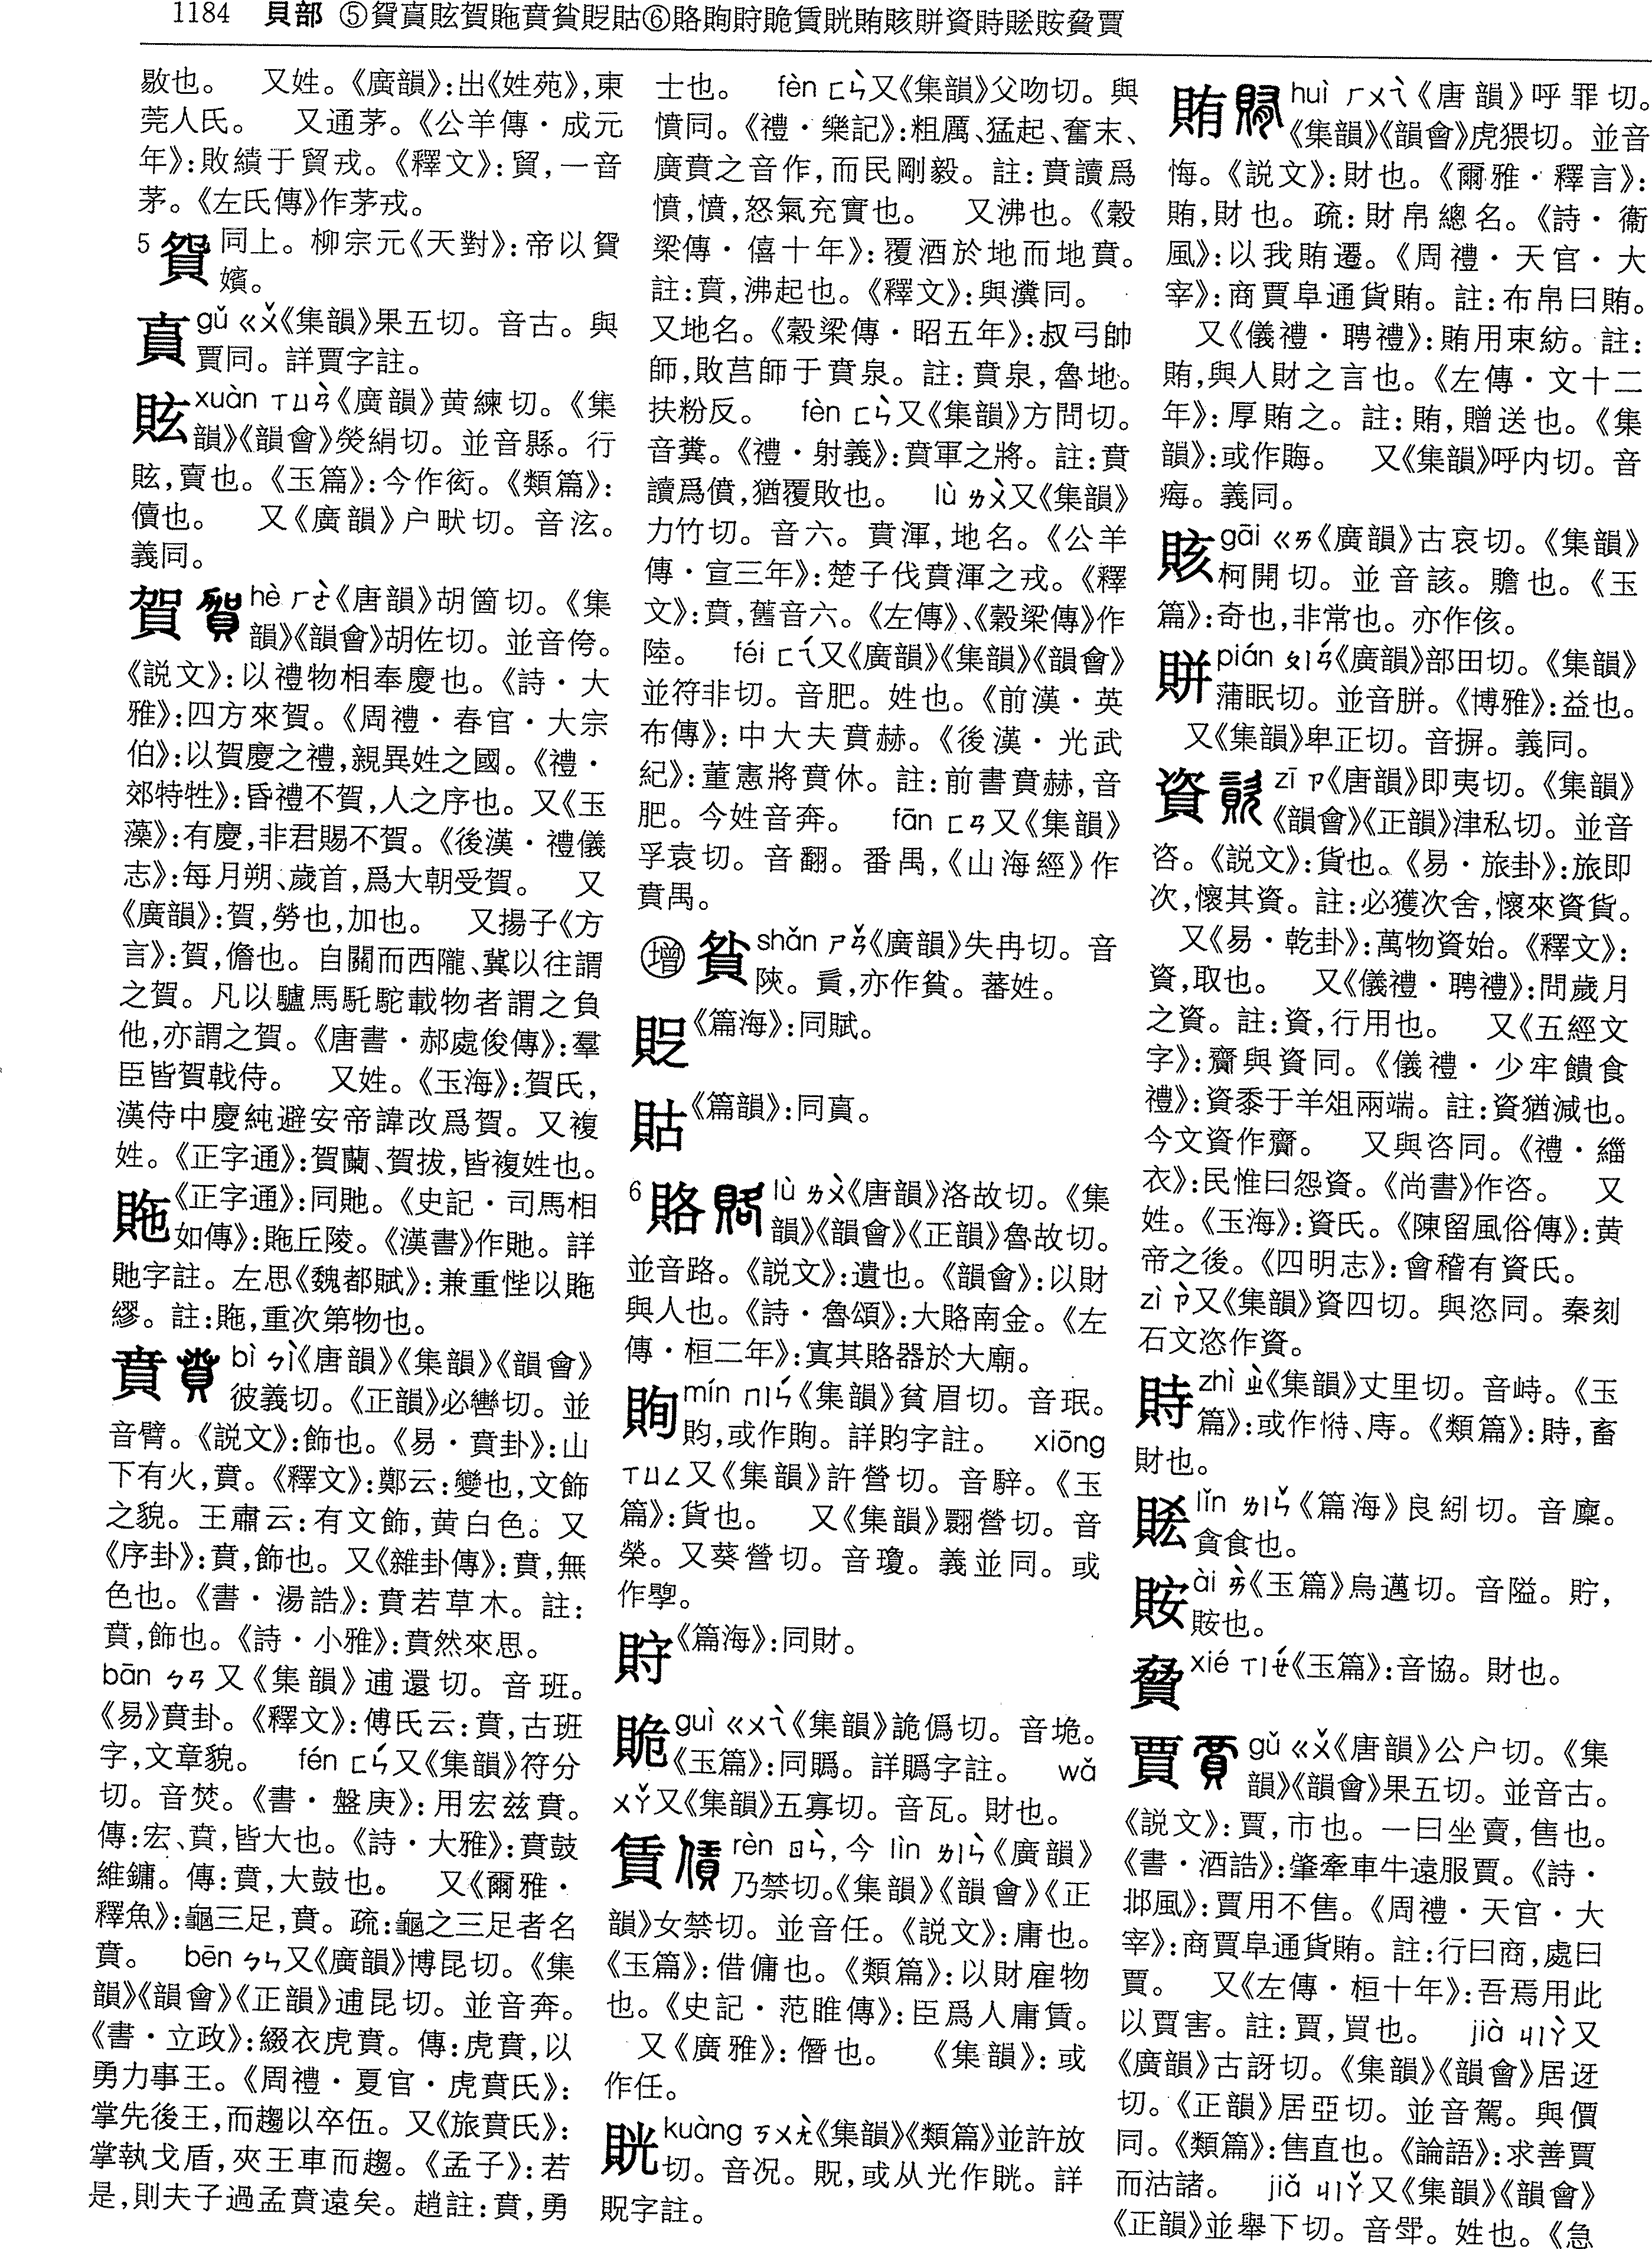 1184 貝部 ⑤貿賁䝮賀貤賁貟貾貼⑥賂䝧貯䞈賃貺賄賅賆資䝰䝬䝩䝱賈
敭也。 又姓。《廣韻》:出《姓苑》,東
莞人氏。 又通茅。《公羊傳・成元
年》:敗績于貿戎。《釋文》:貿,一音
茅。《左氏傳》作茅戎。
5 同上。柳宗元《天對》:帝以貿
嬪。
gǔ ㄍㄨˇ《集韻》果五切。音古。與
賈同。詳賈字註。
xuàn ㄒㄩㄢˋ《廣韻》黄練切。《集
韻》《韻會》熒絹切。並音縣。行
䝮,賣也。《玉篇》:今作衒。《類篇》:
儥也。 又《廣韻》户畎切。音泫。
義同。
賀 hè ㄏㄜˋ《唐韻》胡箇切。《集
韻》《韻會》胡佐切。並音侉。
《説文》:以禮物相奉慶也。《詩・大
雅》:四方來賀。《周禮・春官・大宗
伯》:以賀慶之禮,親異姓之國。《禮・
郊特牲》:昏禮不賀,人之序也。又《玉
藻》:有慶,非君賜不賀。《後漢・禮儀
志》:每月朔、歲首,爲大朝受賀。 又
《廣韻》:賀,勞也,加也。 又揚子《方
言》:賀,儋也。自關而西隴、冀以往謂
之賀。凡以驢馬馲駝載物者謂之負
他,亦謂之賀。《唐書・郝處俊傳》:羣
臣皆賀戟侍。 又姓。《玉海》:賀氏,
漢侍中慶純避安帝諱改爲賀。又複
姓。《正字通》:賀蘭、賀拔,皆複姓也。
《正字通》:同貤。《史記・司馬相
如傳》:丘陵。《漢書》作貤。詳
貤字註。左思《魏都賦》:兼重悂以
繆。註:,重次第物也。
賁 bì ㄅㄧˋ《唐韻》《集韻》《韻會》
彼義切。《正韻》必轡切。並
音臂。《説文》:飾也。《易・賁卦》:山
下有火,賁。《釋文》:鄭云:變也,文飾
之貌。王肅云:有文飾,黄白色。又
《序卦》:賁,飾也。又《雜卦傳》:賁,無
色也。《書・湯誥》:賁若草木。註:
賁,飾也。《詩・小雅》:賁然來思。
bān ㄅㄢ又《集韻》逋還切。音班。
《易》賁卦。《釋文》:傅氏云:賁,古班
字,文章貌。 fén ㄈㄣˊ又《集韻》符分
切。音焚。《書・盤庚》:用宏兹賁。
傳:宏、賁,皆大也。《詩・大雅》:賁鼓
維鏞。傳:賁,大鼓也。 又《爾雅・
釋魚》:龜三足,賁。疏:龜之三足者名
賁。 bēn ㄅㄣ又《廣韻》博昆切。《集
韻》《韻會》《正韻》逋昆切。並音奔。
《書・立政》:綴衣虎賁。傳:虎賁,以
勇力事王。《周禮・夏官・虎賁氏》:
掌先後王,而趨以卒伍。又《旅賁氏》:
掌執戈盾,夾王車而趨。《孟子》:若
是,則夫子過孟賁遠矣。趙註:賁,勇
士也。 fèn ㄈㄣˋ又《集韻》父吻切。與
憤同。《禮・樂記》:粗厲、猛起、奮末、
廣賁之音作,而民剛毅。註:賁讀爲
憤,憤,怒氣充實也。 又沸也。《穀
梁傳・僖十年》:覆酒於地而地賁。
註:賁,沸起也。《釋文》:與瀵同。
又地名。《穀梁傳・昭五年》:叔弓帥
師,敗莒師于賁泉。註:賁泉,魯地。
扶粉反。 fèn ㄈㄣˋ又《集韻》方問切。
音糞。《禮・射義》:賁軍之將。註:賁
讀爲僨,猶覆敗也。 lù ㄌㄨˋ又《集韻》
力竹切。音六。賁渾,地名。《公羊
傳・宣三年》:楚子伐賁渾之戎。《釋
文》:賁,舊音六。《左傳》、《穀梁傳》作
陸。 féi ㄈㄟˊ又《廣韻》《集韻》《韻會》
並符非切。音肥。姓也。《前漢・英
布傳》:中大夫賁赫。《後漢・光武
紀》:董憲將賁休。註:前書賁赫,音
肥。今姓音奔。 fān ㄈㄢ又《集韻》
孚袁切。音翻。番禺,《山海經》作
賁禺。
增 shǎn ㄕㄢˇ《廣韻》失冉切。音
陝。,亦作。蕃姓。
《篇海》:同賦。
《篇韻》:同。
6 賂 lù ㄌㄨˋ《唐韻》洛故切。《集
韻》《韻會》《正韻》魯故切。
並音路。《説文》:遺也。《韻會》:以財
與人也。《詩・魯頌》:大賂南金。《左
傳・桓二年》:寘其賂器於大廟。
mín ㄇㄧㄣˊ《集韻》貧眉切。音珉。
,或作。詳字註。 xiōng
ㄒㄩㄥ又《集韻》許營切。音騂。《玉
篇》:貨也。 又《集韻》翾營切。音
榮。又葵營切。音瓊。義並同。或
作。
《篇海》:同財。
guì ㄍㄨㄟˋ《集韻》詭僞切。音垝。
《玉篇》:同賵。詳字註。 wǎ
ㄨㄚˇ又《集韻》五寡切。音瓦。財也。
賃 rèn ㄖㄣˋ,今 lìn ㄌㄧㄣˋ《廣韻》
乃禁切。《集韻》《韻會》《正
韻》女禁切。並音任。《説文》:庸也。
《玉篇》:借傭也。《類篇》:以財雇物
也。《史記・范雎傳》:臣爲人庸賃。
又《廣雅》:僭也。 《集韻》:或
作任。
kuàng ㄎㄨㄤˋ《集韻》《類篇》並許放
切。音况。貺,或从光作。詳
貺字註。
賄 huì ㄏㄨㄟˋ《唐韻》呼罪切。
《集韻》《韻會》虎猥切。並音
悔。《説文》:財也。《爾雅・釋言》:
賄,財也。疏:財帛總名。《詩・衞
風》:以我賄遷。《周禮・天官・大
宰》:商賈阜通貨賄。註:布帛曰賄。
又《儀禮・聘禮》:賄用束紡。註:
賄,與人財之言也。《左傳・文十二
年》:厚賄之。註:賄,贈送也。《集
韻》:或作䝳。 又《集韻》呼内切。音
痗。義同。
賅 gāi ㄍㄞ《廣韻》古哀切。《集韻》
柯開切。並音該。贍也。《玉
篇》:奇也,非常也。亦作侅。
賆 pián ㄆㄧㄢˊ《廣韻》部田切。《集韻》
蒲眠切。並音胼。《博雅》:益也。
又《集韻》卑正切。音摒。義同。
資 zī ㄗ《唐韻》即夷切。《集韻》
《韻會》《正韻》津私切。並音
咨。《説文》:貨也。《易・旅卦》:旅即
次,懷其資。註:必獲次舍,懷來資貨。
又《易・乾卦》:萬物資始。《釋文》:
資,取也。 又《儀禮・聘禮》:問歲月
之資。註:資,行用也。 又《五經文
字》:齎與資同。《儀禮・少牢饋食
禮》:資黍于羊俎兩端。註:資猶減也。
今文資作齎。 又與咨同。《禮・緇
衣》:民惟曰怨資。《尚書》作咨。 又
姓。《玉海》:資氏。《陳留風俗傳》:黄
帝之後。《四明志》:會稽有資氏。
zì ㄗˋ又《集韻》資四切。與恣同。秦刻
石文恣作資。
zhì ㄓˋ《集韻》丈里切。音峙。《玉
篇》:或作恃、庤。《類篇》:,畜
財也。
lǐn ㄌㄧㄣˇ《篇海》良紖切。音廩。
貪食也。
ài ㄞˋ《玉篇》烏邁切。音隘。貯,
也。
xié ㄒㄧㄝˊ《玉篇》:音協。財也。
賈 gǔ ㄍㄨˇ《唐韻》公户切。《集
韻》《韻會》果五切。並音古。
《説文》:賈,市也。一曰坐賣,售也。
《書・酒誥》:肇牽車牛遠服賈。《詩・
邶風》:賈用不售。《周禮・天官・大
宰》:商賈阜通貨賄。註:行曰商,處曰
賈。 又《左傳・桓十年》:吾焉用此
以賈害。註:賈,買也。 jià ㄐㄧㄚˋ又
《廣韻》古訝切。《集韻》《韻會》居迓
切。《正韻》居亞切。並音駕。與價
同。《類篇》:售直也。《論語》:求善賈
而沽諸。 jiǎ ㄐㄧㄚˇ又《集韻》《韻會》
《正韻》並舉下切。音斝。姓也。《急